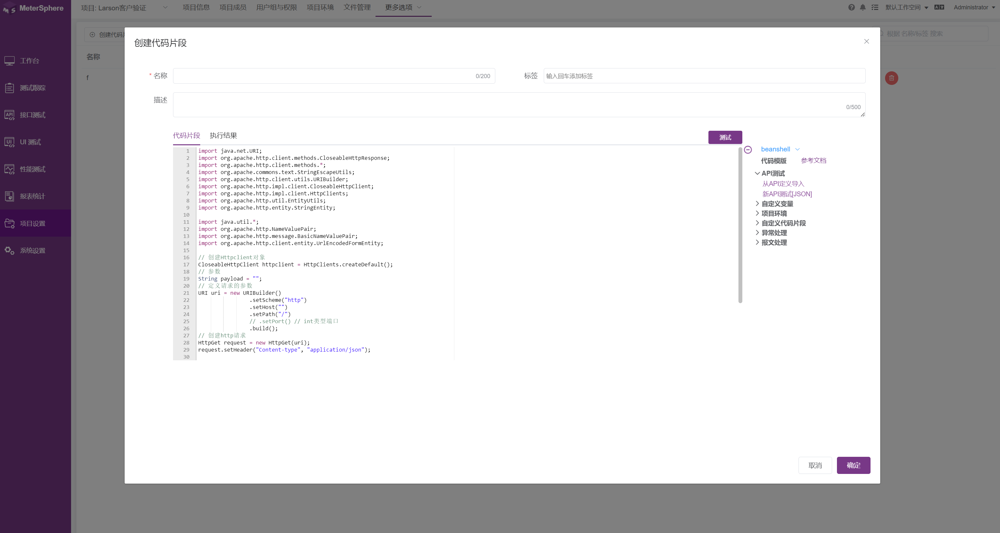 MeterSphere
项目: Larson客户验证
项目信息
项目成员
用户组与权限
项目环境
文件管理
更多选项
默认工作空间
Administrator
工作台
测试跟踪
接口测试
UI 测试
性能测试
报表统计
项目设置
系统设置
创建代码
根据 名称/标签 搜索
名称
f
创建代码片段
* 名称
0/200
标签
输入回车添加标签
描述
0/500
代码片段
执行结果
测试
1 import java.net.URI;
2 import org.apache.http.client.methods.CloseableHttpResponse;
3 import org.apache.http.client.methods.*;
4 import org.apache.commons.text.StringEscapeUtils;
5 import org.apache.http.client.utils.URIBuilder;
6 import org.apache.http.impl.client.CloseableHttpClient;
7 import org.apache.http.impl.client.HttpClients;
8 import org.apache.http.util.EntityUtils;
9 import org.apache.http.entity.StringEntity;
10
11 import java.util.*;
12 import org.apache.http.NameValuePair;
13 import org.apache.http.message.BasicNameValuePair;
14 import org.apache.http.client.entity.UrlEncodedFormEntity;
15
16 // 创建Httpclient对象
17 CloseableHttpClient httpclient = HttpClients.createDefault();
18 // 参数
19 String payload = "";
20 // 定义请求的参数
21 URI uri = new URIBuilder()
22 .setScheme("http")
23 .setHost("")
24 .setPath("/")
25 // .setPort() // int类型端口
26 .build();
27 // 创建http请求
28 HttpGet request = new HttpGet(uri);
29 request.setHeader("Content-type", "application/json");
30
beanshell
代码模版
参考文档
API测试
从API定义导入
新API测试[JSON]
自定义变量
项目环境
自定义代码片段
异常处理
报文处理
取消
确定